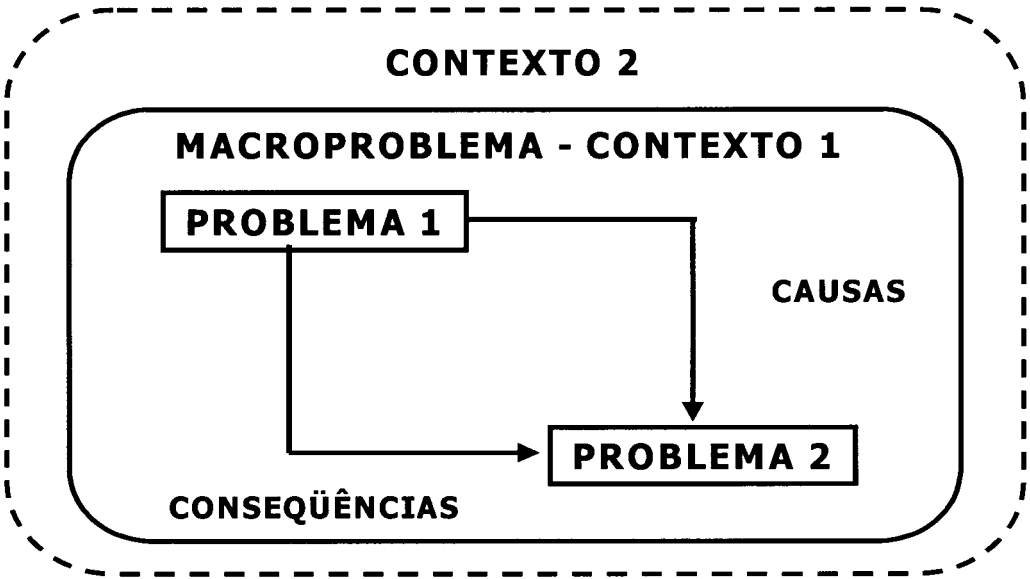 CONTEXTO 2
MACROPROBLEMA - CONTEXTO 1
PROBLEMA 1
CAUSAS
PROBLEMA 2
CONSEQÜÊNCIAS